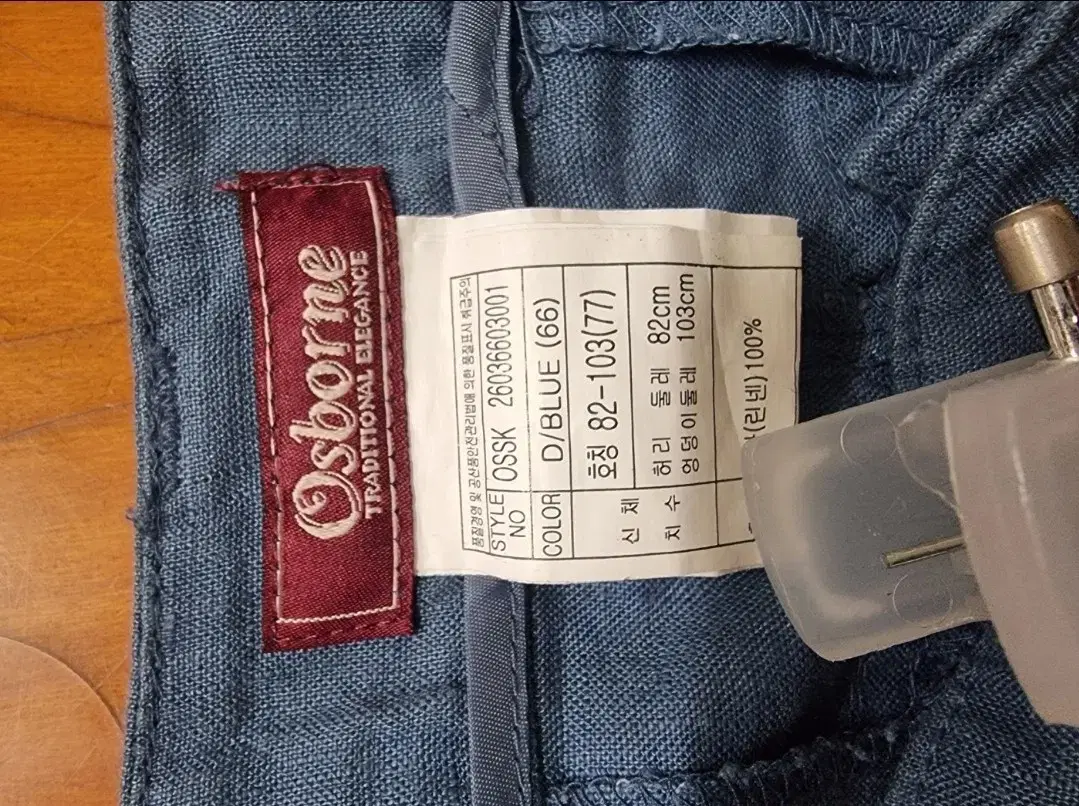 Osborne
TRADITIONAL ELEGANCE
품질경영 및 공산품안전관리법에 의한 품질표시 취급주의
STYLE NO OSSK 26036603001
COLOR D/BLUE (66)
호칭 82-103(77)
신체 치수
허리 둘레 82cm
엉덩이둘레 103cm
(린넨)100%